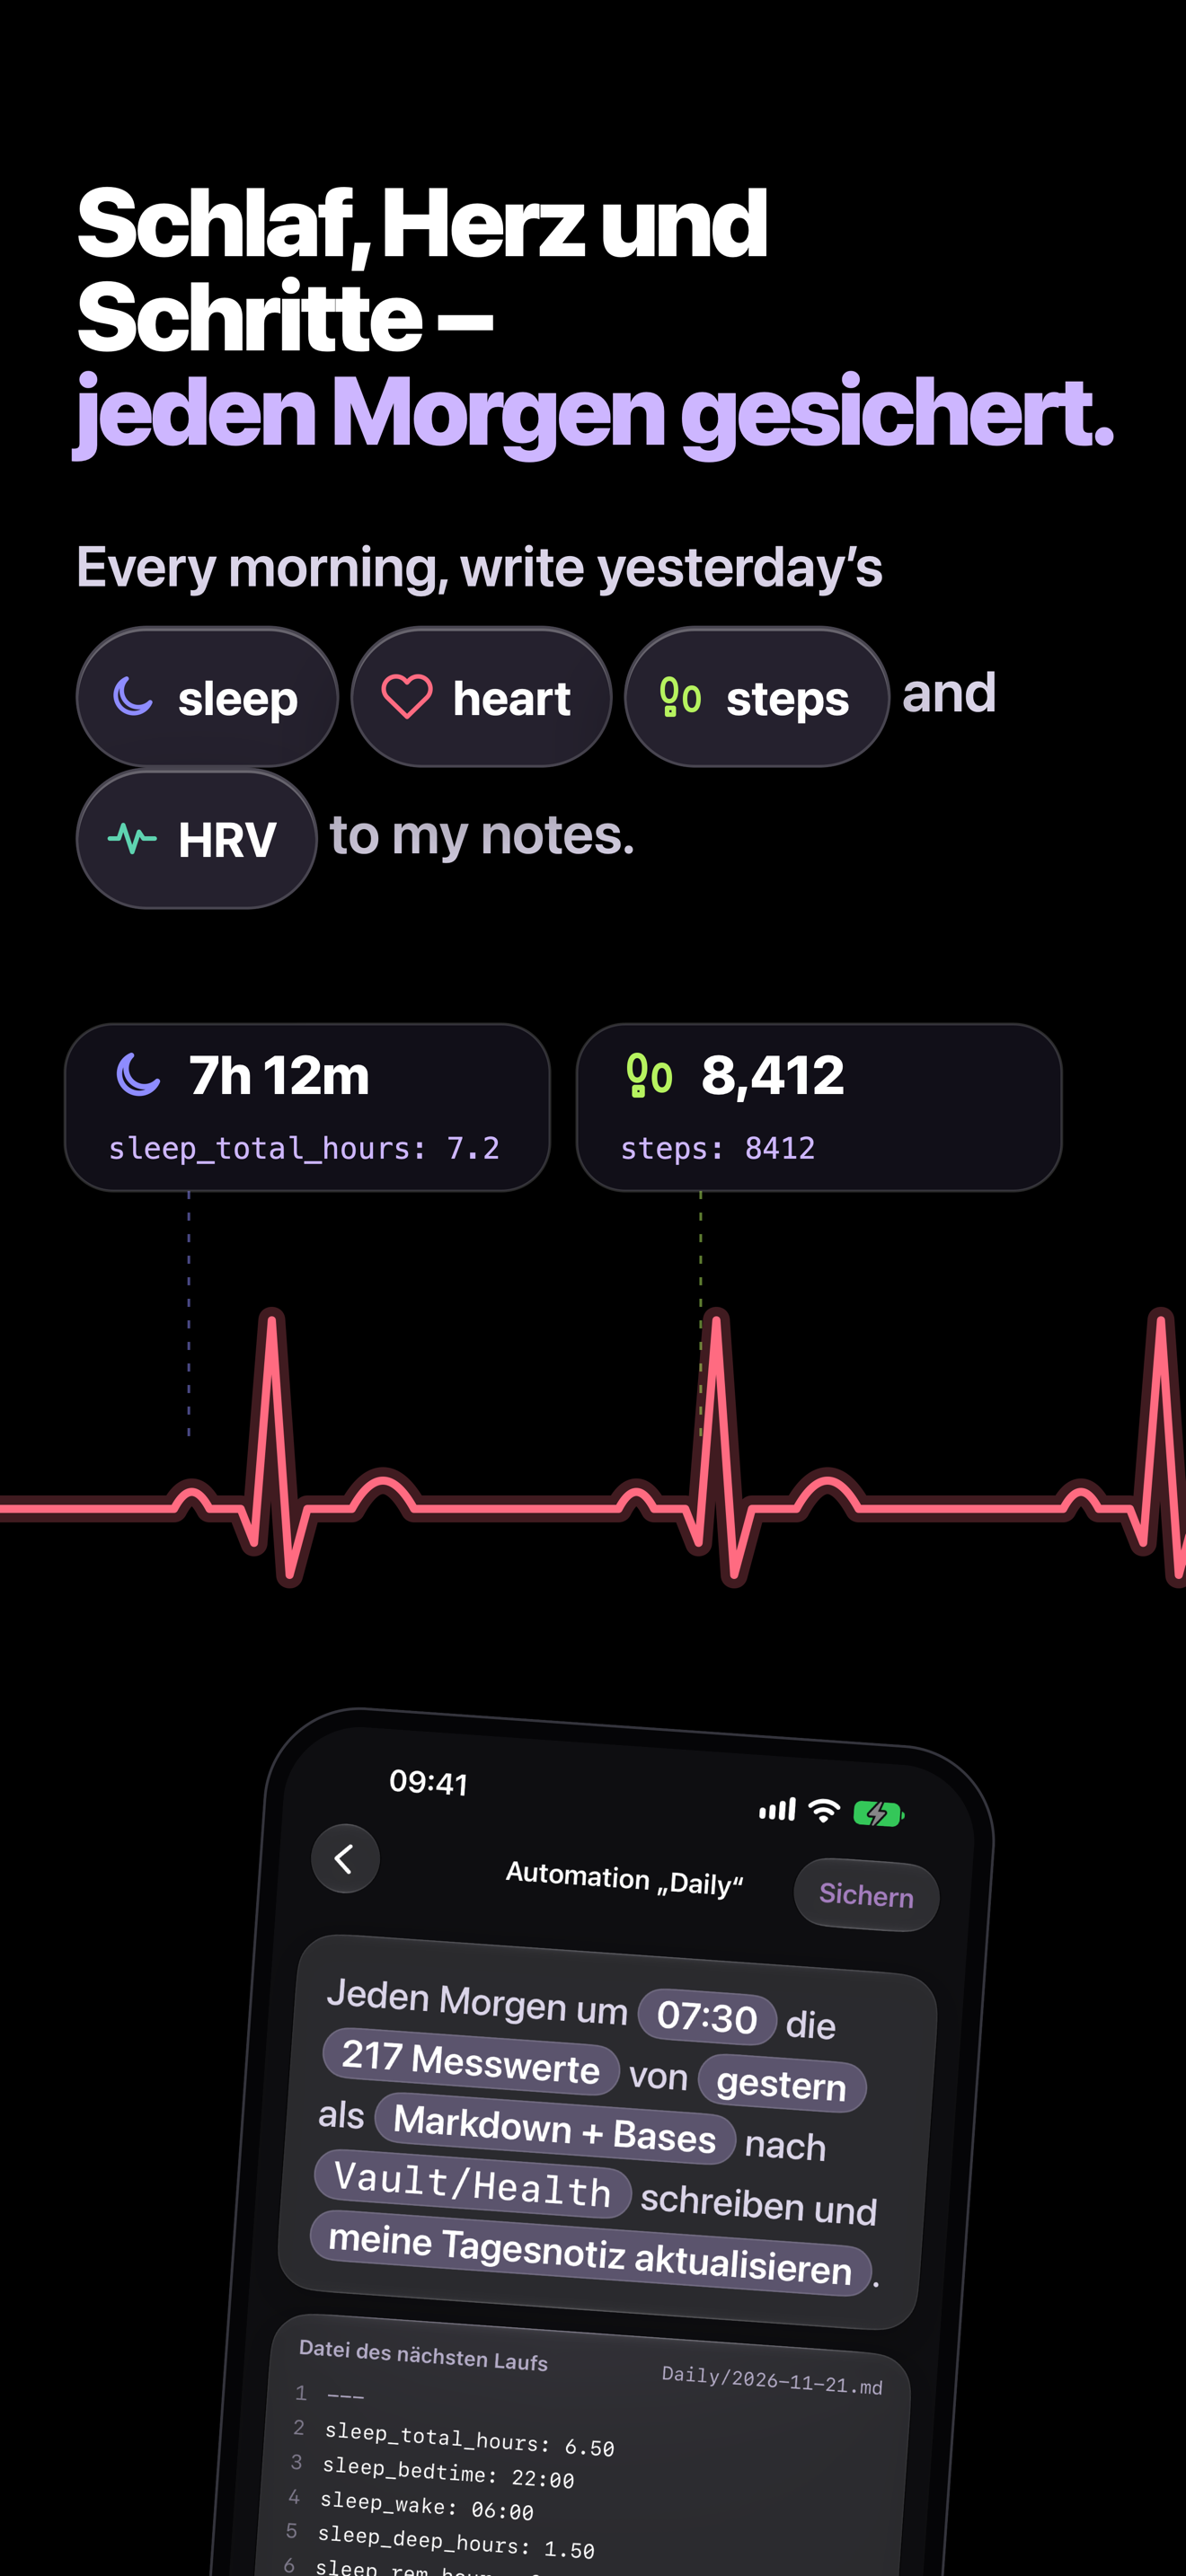 Schlaf, Herz und
Schritte –
jeden Morgen gesichert.
Every morning, write yesterday’s
sleep heart steps and
HRV to my notes.
7h 12m
sleep_total_hours: 7.2
8,412
steps: 8412
09:41
Automation „Daily“
Sichern
Jeden Morgen um 07:30 die
217 Messwerte von gestern
als Markdown + Bases nach
Vault/Health schreiben und
meine Tagesnotiz aktualisieren.
Datei des nächsten Laufs
Daily/2026-11-21.md
1 ---
2 sleep_total_hours: 6.50
3 sleep_bedtime: 22:00
4 sleep_wake: 06:00
5 sleep_deep_hours: 1.50
6